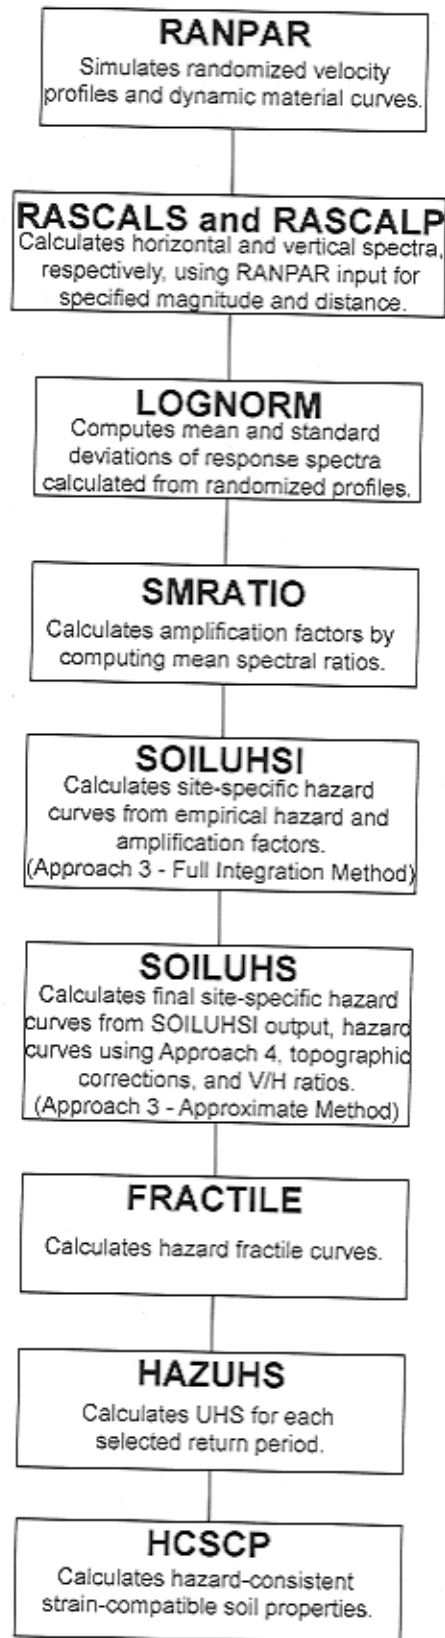 RANPAR
Simulates randomized velocity
profiles and dynamic material curves.
RASCALS and RASCALP
Calculates horizontal and vertical spectra,
respectively, using RANPAR input for
specified magnitude and distance.
LOGNORM
Computes mean and standard
deviations of response spectra
calculated from randomized profiles.
SMRATIO
Calculates amplification factors by
computing mean spectral ratios.
SOILUHSI
Calculates site-specific hazard
curves from empirical hazard and
amplification factors.
(Approach 3 - Full Integration Method)
SOILUHS
Calculates final site-specific hazard
curves from SOILUHSI output, hazard
curves using Approach 4, topographic
corrections, and V/H ratios.
(Approach 3 - Approximate Method)
FRACTILE
Calculates hazard fractile curves.
HAZUHS
Calculates UHS for each
selected return period.
HCSCP
Calculates hazard-consistent
strain-compatible soil properties.